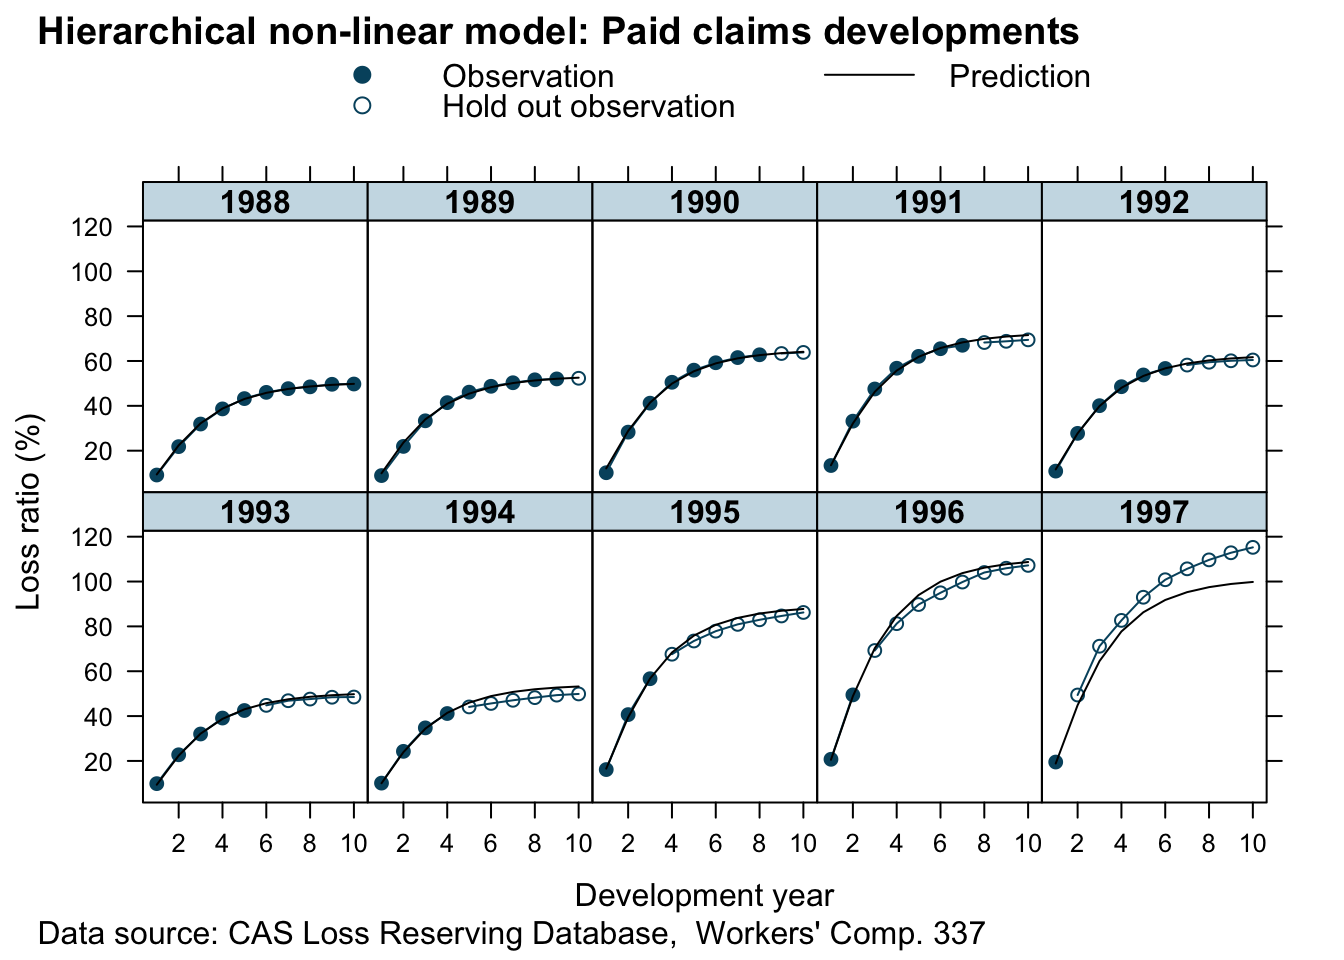 Hierarchical non-linear model: Paid claims developments
Observation Prediction
Hold out observation
1988 1989 1990 1991 1992
120
100
80
60
40
20
1993 1994 1995 1996 1997
120
100
80
60
40
20
Loss ratio (%)
2 4 6 8 10 2 4 6 8 10 2 4 6 8 10 2 4 6 8 10 2 4 6 8 10
Development year
Data source: CAS Loss Reserving Database,  Workers' Comp. 337